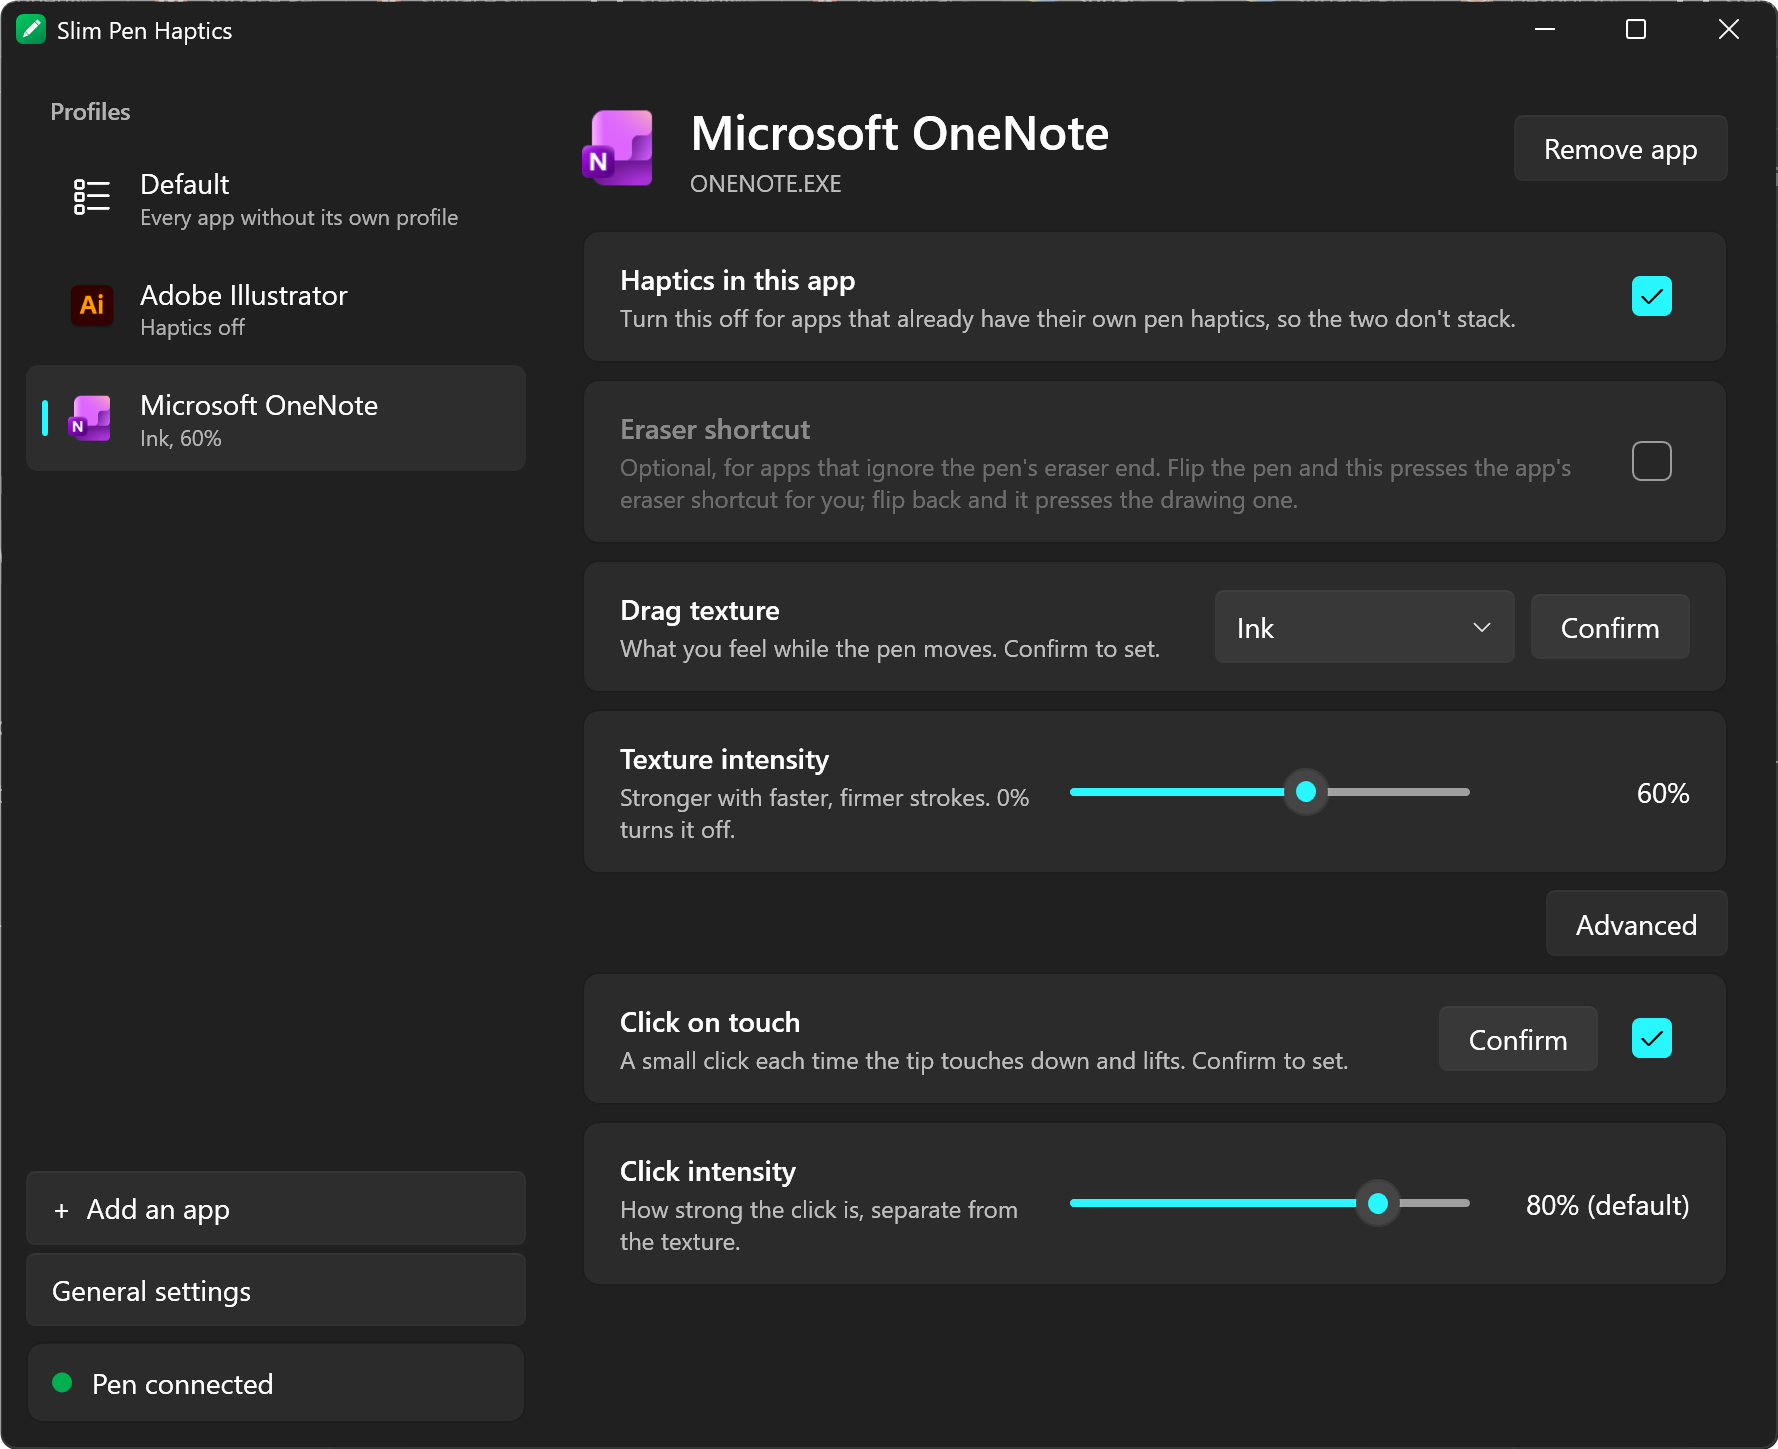 Slim Pen Haptics
Profiles
Default
Every app without its own profile
Ai
Adobe Illustrator
Haptics off
N
Microsoft OneNote
Ink, 60%
+ Add an app
General settings
Pen connected
N
Microsoft OneNote
ONENOTE.EXE
Remove app
Haptics in this app
Turn this off for apps that already have their own pen haptics, so the two don't stack.
Eraser shortcut
Optional, for apps that ignore the pen's eraser end. Flip the pen and this presses the app's
eraser shortcut for you; flip back and it presses the drawing one.
Drag texture
What you feel while the pen moves. Confirm to set.
Ink
Confirm
Texture intensity
Stronger with faster, firmer strokes. 0%
turns it off.
60%
Advanced
Click on touch
A small click each time the tip touches down and lifts. Confirm to set.
Confirm
Click intensity
How strong the click is, separate from
the texture.
80% (default)